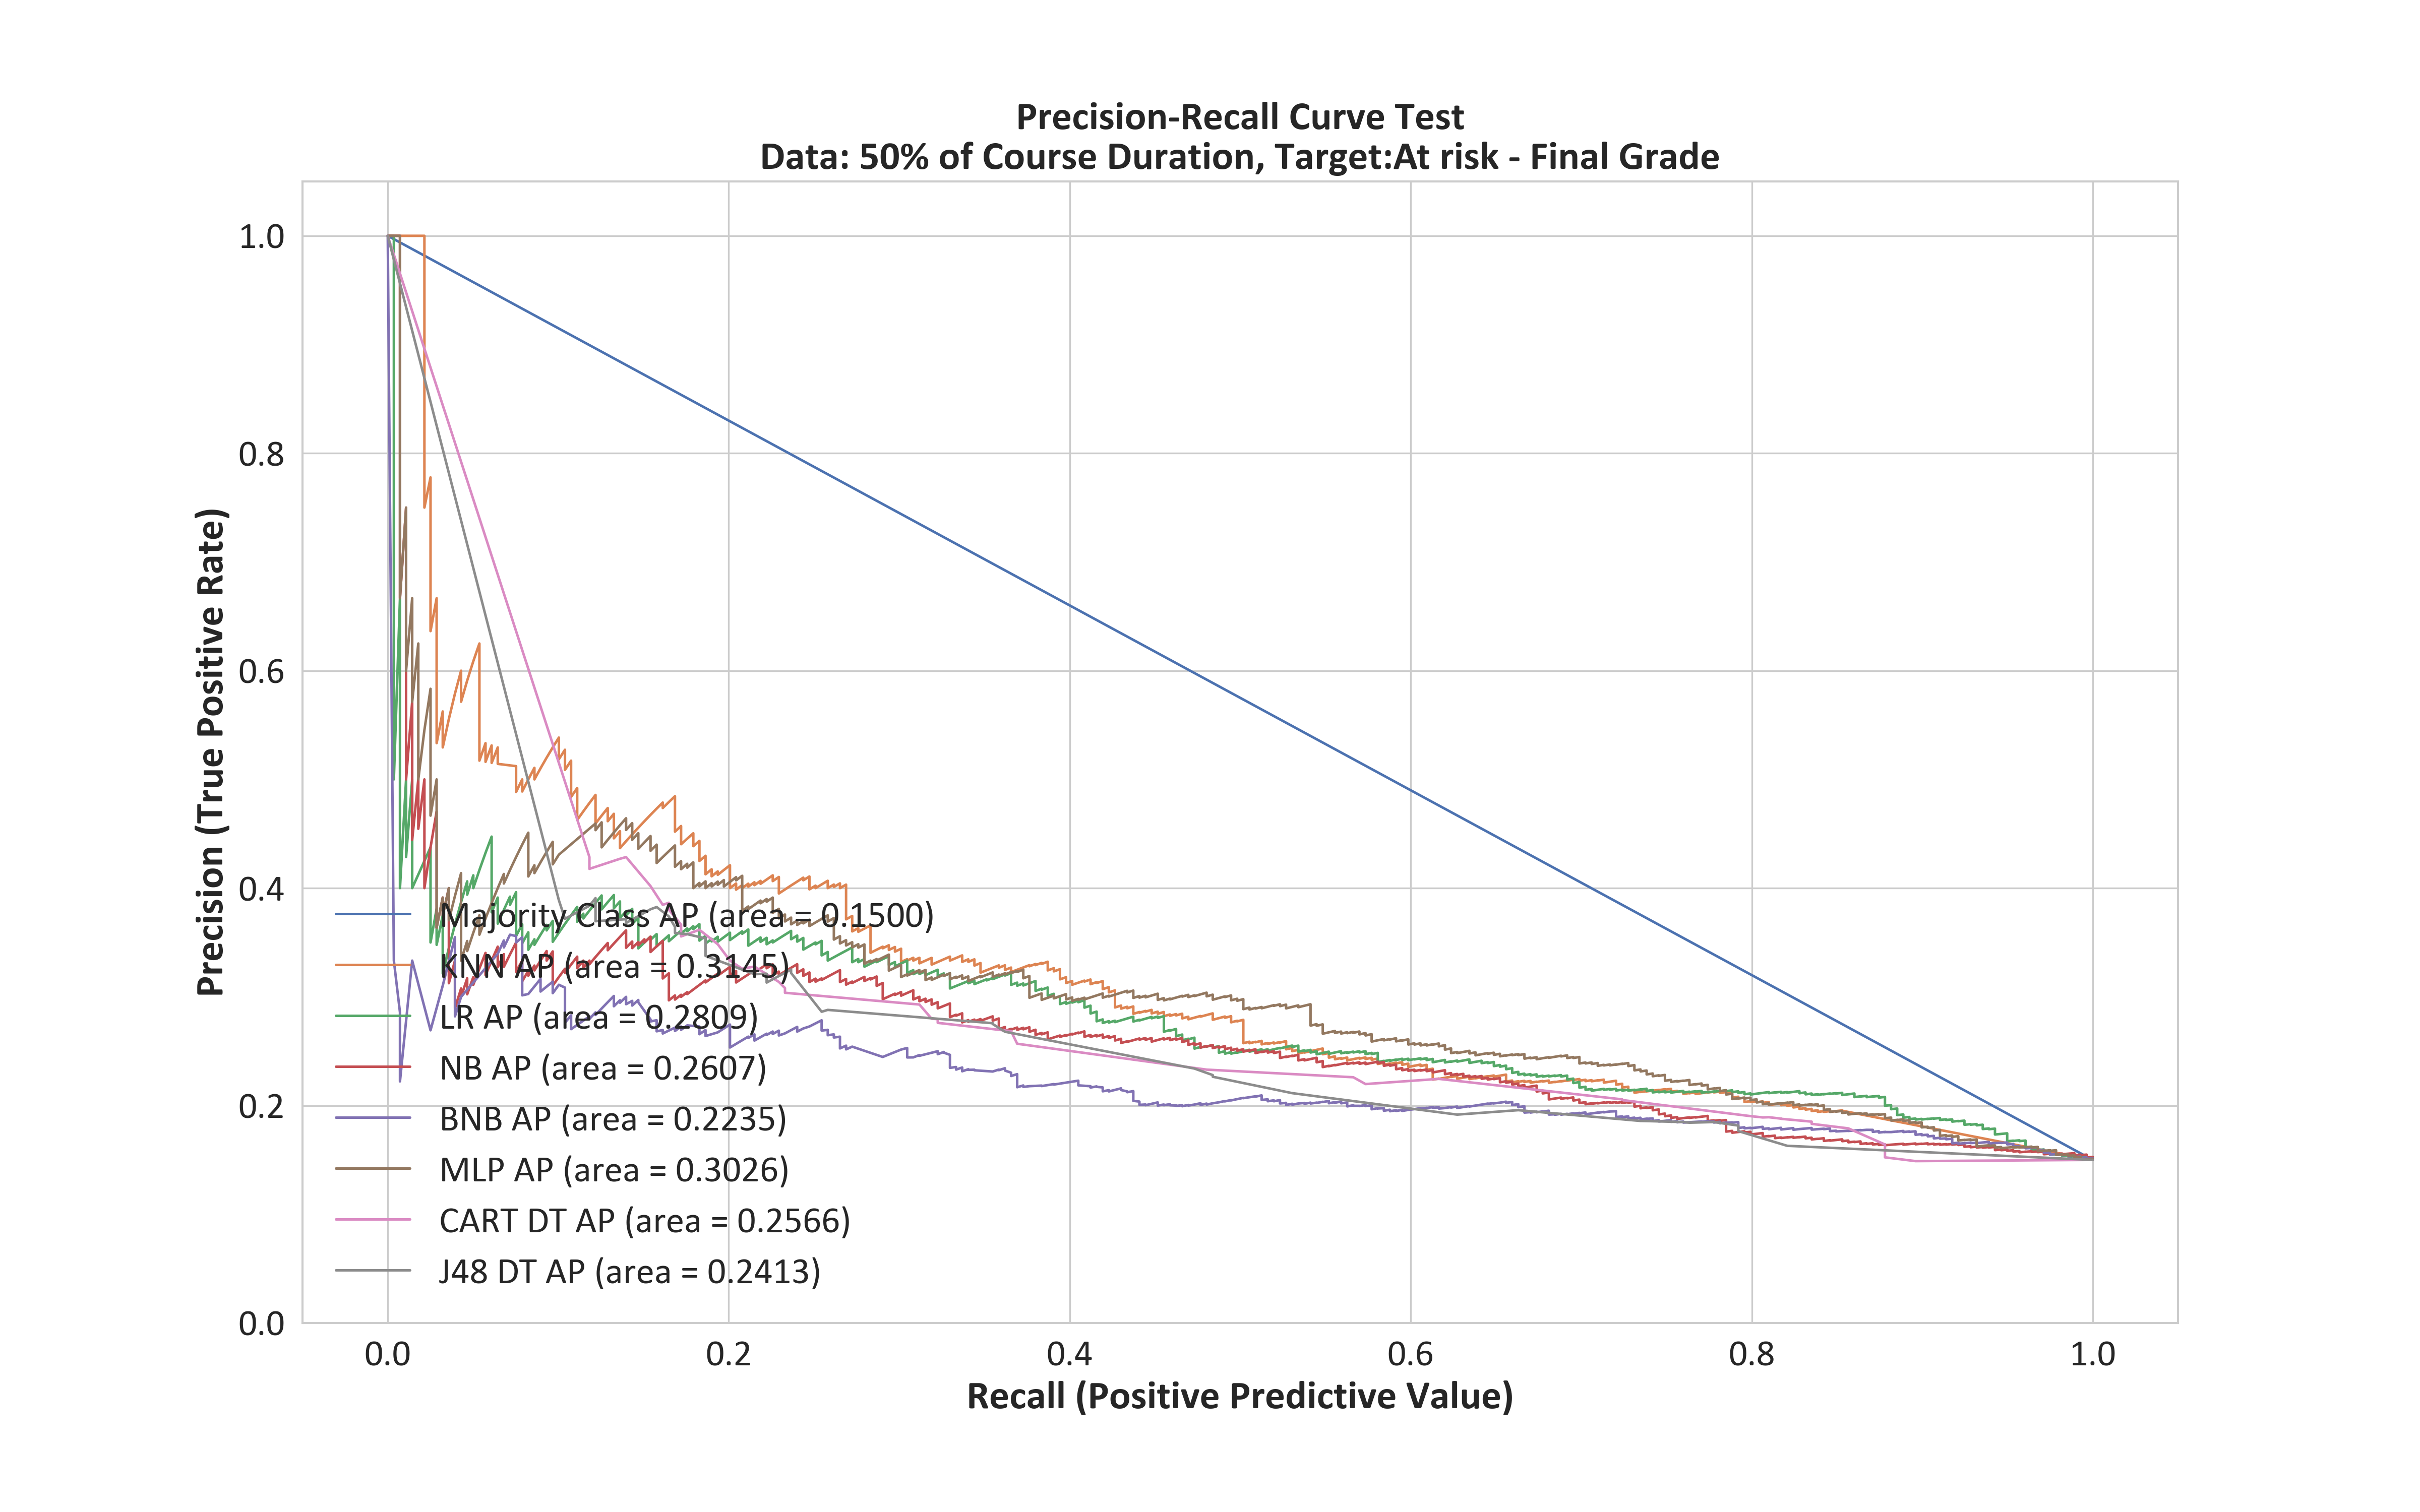 Precision-Recall Curve Test
Data: 50% of Course Duration, Target:At risk - Final Grade
Precision (True Positive Rate)
1.0
0.8
0.6
0.4
0.2
0.0
Majority Class AP (area = 0.1500)
KNN AP (area = 0.3145)
LR AP (area = 0.2809)
NB AP (area = 0.2607)
BNB AP (area = 0.2235)
MLP AP (area = 0.3026)
CART DT AP (area = 0.2566)
J48 DT AP (area = 0.2413)
0.0 0.2 0.4 0.6 0.8 1.0
Recall (Positive Predictive Value)